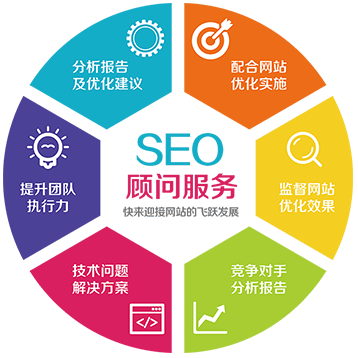 分析报告
及优化建议
配合网站
优化实施
提升团队
执行力
SEO
顾问服务
快来迎接网站的飞跃发展
监督网站
优化效果
技术问题
解决方案
</>
竞争对手
分析报告